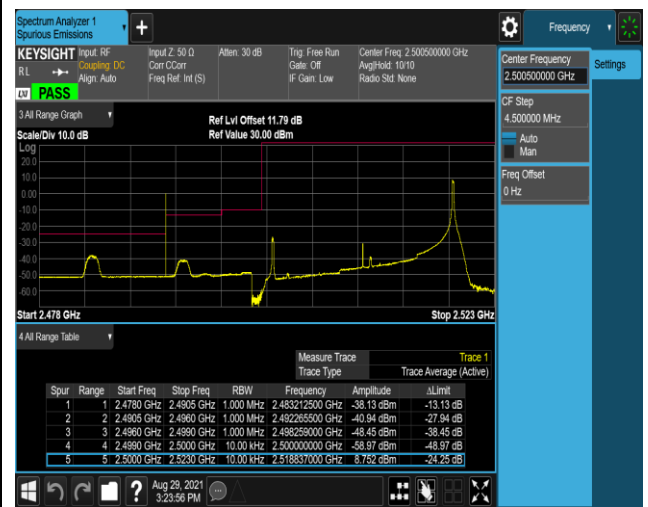 Spectrum Analyzer 1
Spurious Emissions
Frequency
KEYSIGHT
RL
LXI
PASS
Input: RF
Coupling: DC
Align: Auto
Input Z: 50 Ω
Corr CCorr
Freq Ref: Int (S)
Atten: 30 dB
Trig: Free Run
Gate: Off
IF Gain: Low
Center Freq: 2.500500000 GHz
Avg|Hold: 10/10
Radio Std: None
Center Frequency
2.500500000 GHz
Settings
CF Step
4.500000 MHz
Auto
Man
Freq Offset
0 Hz
3 All Range Graph
Scale/Div 10.0 dB
Ref Lvl Offset 11.79 dB
Ref Value 30.00 dBm
Log
20.0
10.0
0.00
-10.0
-20.0
-30.0
-40.0
-50.0
-60.0
Start 2.478 GHz
Stop 2.523 GHz
4 All Range Table
Measure Trace Trace 1
Trace Type Trace Average (Active)
Spur Range Start Freq Stop Freq RBW Frequency Amplitude ΔLimit
1 1 2.4780 GHz 2.4905 GHz 1.000 MHz 2.483212500 GHz -38.13 dBm -13.13 dB
2 2 2.4905 GHz 2.4960 GHz 1.000 MHz 2.492265500 GHz -40.94 dBm -27.94 dB
3 3 2.4960 GHz 2.4990 GHz 1.000 MHz 2.498259000 GHz -48.45 dBm -38.45 dB
4 4 2.4990 GHz 2.5000 GHz 10.00 kHz 2.500000000 GHz -58.97 dBm -48.97 dB
5 5 2.5000 GHz 2.5230 GHz 10.00 kHz 2.518837000 GHz 8.752 dBm -24.25 dB
Aug 29, 2021
3:23:56 PM